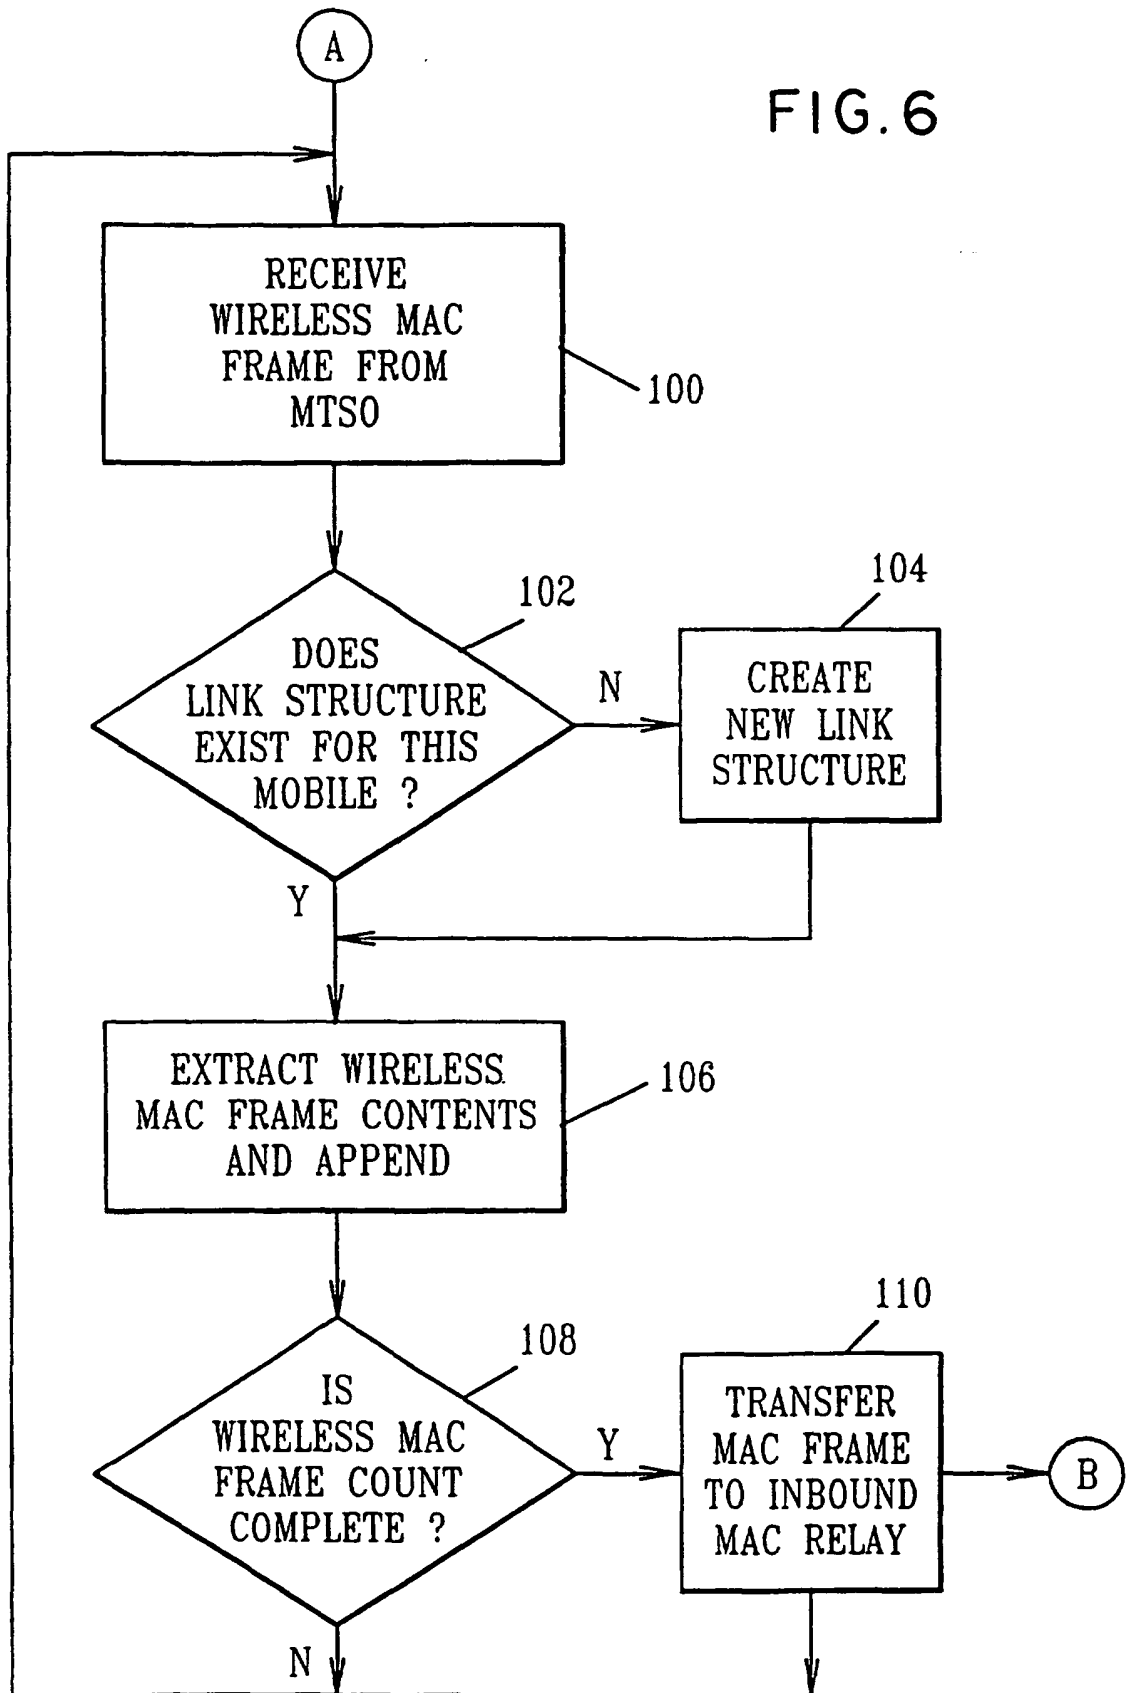 A
FIG. 6
RECEIVE
WIRELESS MAC
FRAME FROM
MTSO
100
102
DOES
LINK STRUCTURE
EXIST FOR THIS
MOBILE ?
N
104
CREATE
NEW LINK
STRUCTURE
Y
EXTRACT WIRELESS
MAC FRAME CONTENTS
AND APPEND
106
108
IS
WIRELESS MAC
FRAME COUNT
COMPLETE ?
Y
110
TRANSFER
MAC FRAME
TO INBOUND
MAC RELAY
B
N